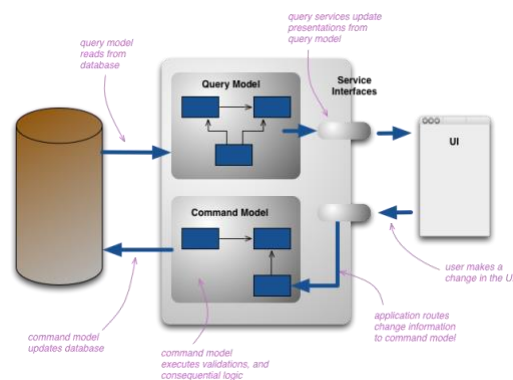 query model
reads from
database
query services update
presentations from
query model
Query Model
Service
Interfaces
UI
Command Model
user makes a
change in the U
application routes
change information
to command model
command model
updates database
command model
executes validations, and
consequential logic